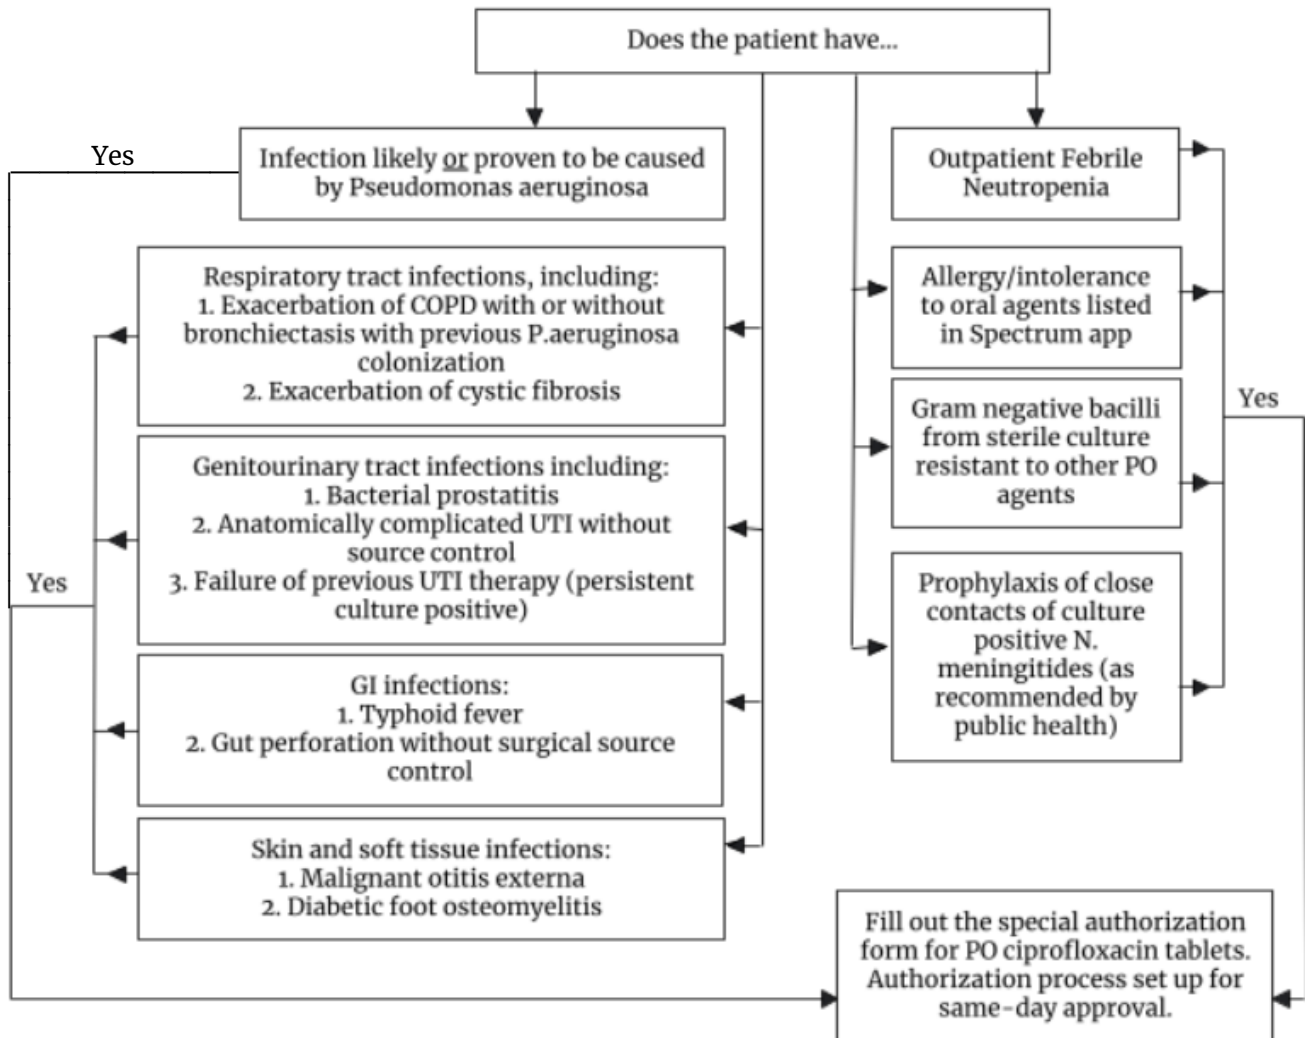 Does the patient have...
Yes
Infection likely or proven to be caused
by Pseudomonas aeruginosa
Respiratory tract infections, including:
1. Exacerbation of COPD with or without
bronchiectasis with previous P.aeruginosa
colonization
2. Exacerbation of cystic fibrosis
Genitourinary tract infections including:
1. Bacterial prostatitis
2. Anatomically complicated UTI without
source control
3. Failure of previous UTI therapy (persistent
culture positive)
Yes
GI infections:
1. Typhoid fever
2. Gut perforation without surgical source
control
Skin and soft tissue infections:
1. Malignant otitis externa
2. Diabetic foot osteomyelitis
Outpatient Febrile
Neutropenia
Allergy/intolerance
to oral agents listed
in Spectrum app
Gram negative bacilli
from sterile culture
resistant to other PO
agents
Prophylaxis of close
contacts of culture
positive N.
meningitides (as
recommended by
public health)
Yes
Fill out the special authorization
form for PO ciprofloxacin tablets.
Authorization process set up for
same-day approval.